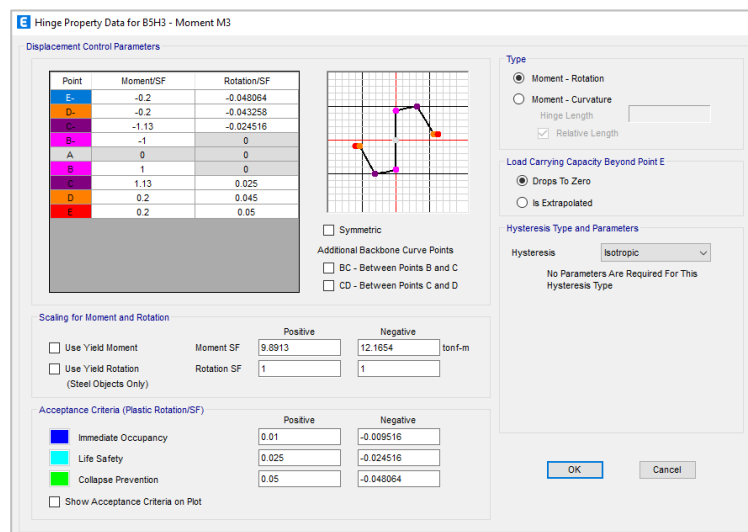 E Hinge Property Data for B5H3 - Moment M3
Displacement Control Parameters
Point Moment/SF Rotation/SF
E- -0.2 -0.048064
D- -0.2 -0.043258
C- -1.13 -0.024516
B- -1 0
A 0 0
B 1 0
C 1.13 0.025
D 0.2 0.045
E 0.2 0.05
Symmetric
Additional Backbone Curve Points
BC - Between Points B and C
CD - Between Points C and D
Scaling for Moment and Rotation
Positive Negative
Use Yield Moment Moment SF 9.8913 12.1654 tonf-m
Use Yield Rotation Rotation SF 1 1
(Steel Objects Only)
Acceptance Criteria (Plastic Rotation/SF)
Positive Negative
Immediate Occupancy 0.01 -0.009516
Life Safety 0.025 -0.024516
Collapse Prevention 0.05 -0.048064
Show Acceptance Criteria on Plot
Type
Moment - Rotation
Moment - Curvature
Hinge Length
Relative Length
Load Carrying Capacity Beyond Point E
Drops To Zero
Is Extrapolated
Hysteresis Type and Parameters
Hysteresis Isotropic
No Parameters Are Required For This
Hysteresis Type
OK Cancel